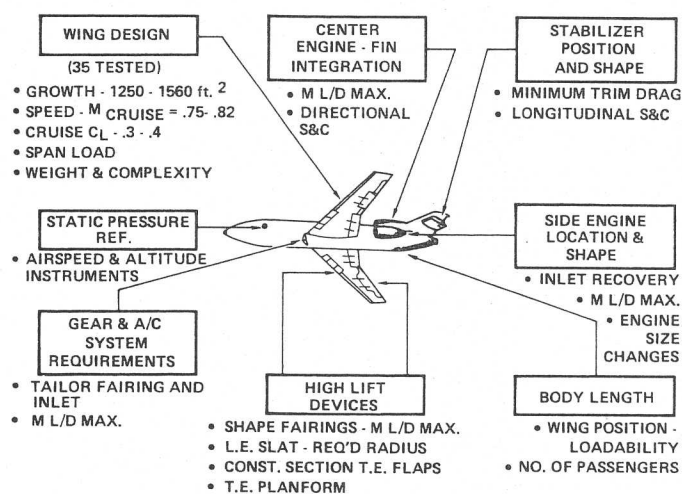 WING DESIGN
(35 TESTED)
• GROWTH - 1250 - 1560 ft. 2
• SPEED - M CRUISE = .75- .82
• CRUISE CL - .3 - .4
• SPAN LOAD
• WEIGHT & COMPLEXITY
CENTER
ENGINE - FIN
INTEGRATION
• M L/D MAX.
• DIRECTIONAL
S&C
STABILIZER
POSITION
AND SHAPE
• MINIMUM TRIM DRAG
• LONGITUDINAL S&C
STATIC PRESSURE
REF.
• AIRSPEED & ALTITUDE
INSTRUMENTS
SIDE ENGINE
LOCATION &
SHAPE
• INLET RECOVERY
• M L/D MAX.
• ENGINE
SIZE
CHANGES
GEAR & A/C
SYSTEM
REQUIREMENTS
• TAILOR FAIRING AND
INLET
• M L/D MAX.
HIGH LIFT
DEVICES
• SHAPE FAIRINGS - M L/D MAX.
• L.E. SLAT - REQ'D RADIUS
• CONST. SECTION T.E. FLAPS
• T.E. PLANFORM
BODY LENGTH
• WING POSITION -
LOADABILITY
• NO. OF PASSENGERS